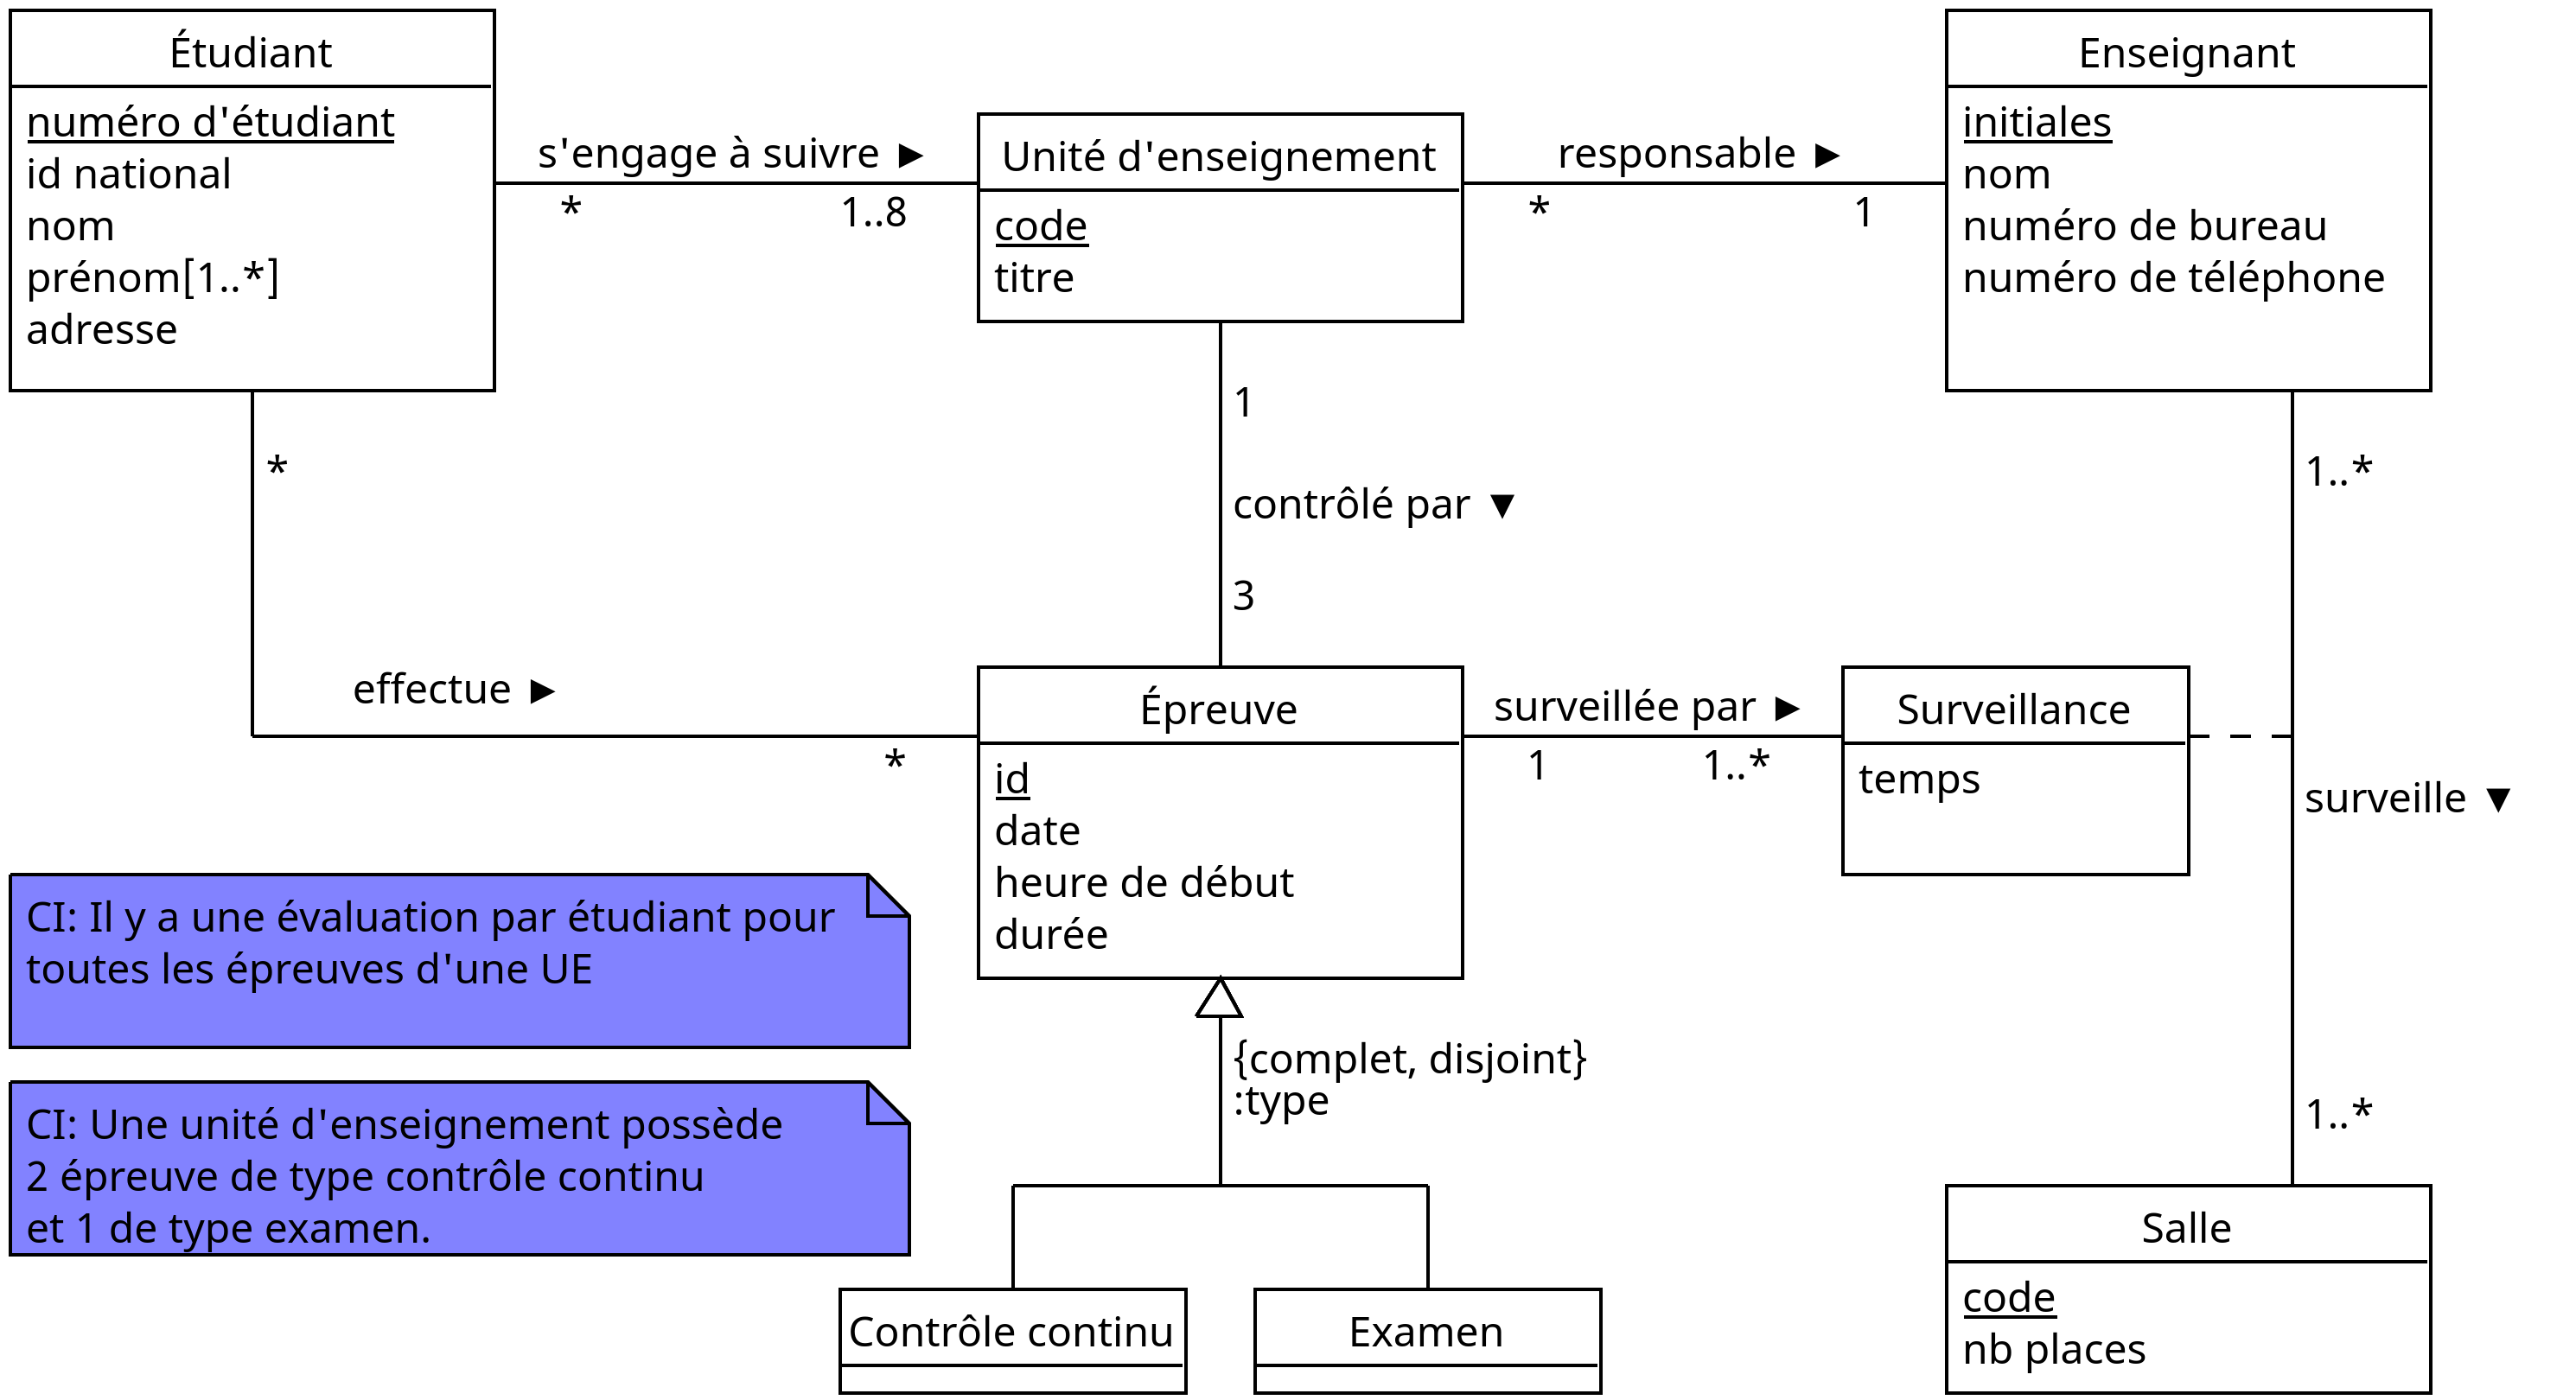 Étudiant
numéro d'étudiant
id national
nom
prénom[1..*]
adresse
s'engage à suivre ►
*
1..8
Unité d'enseignement
code
titre
responsable ►
*
1
Enseignant
initiales
nom
numéro de bureau
numéro de téléphone
*
effectue ►
*
1
contrôlé par ▼
3
1..*
surveille ▼
1..*
Épreuve
id
date
heure de début
durée
surveillée par ►
1
1..*
Surveillance
temps
CI: Il y a une évaluation par étudiant pour
toutes les épreuves d'une UE
CI: Une unité d'enseignement possède
2 épreuve de type contrôle continu
et 1 de type examen.
{complet, disjoint}
:type
Contrôle continu
Examen
Salle
code
nb places